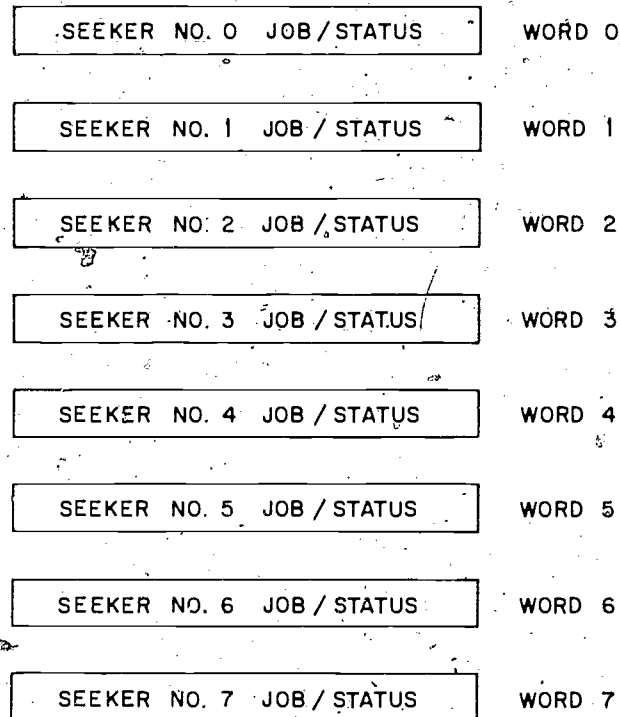 SEEKER NO. 0 JOB / STATUS WORD 0
SEEKER NO. 1 JOB / STATUS WORD 1
SEEKER NO. 2 JOB / STATUS WORD 2
SEEKER NO. 3 JOB / STATUS WORD 3
SEEKER NO. 4 JOB / STATUS WORD 4
SEEKER NO. 5 JOB / STATUS WORD 5
SEEKER NO. 6 JOB / STATUS WORD 6
SEEKER NO. 7 JOB / STATUS WORD 7